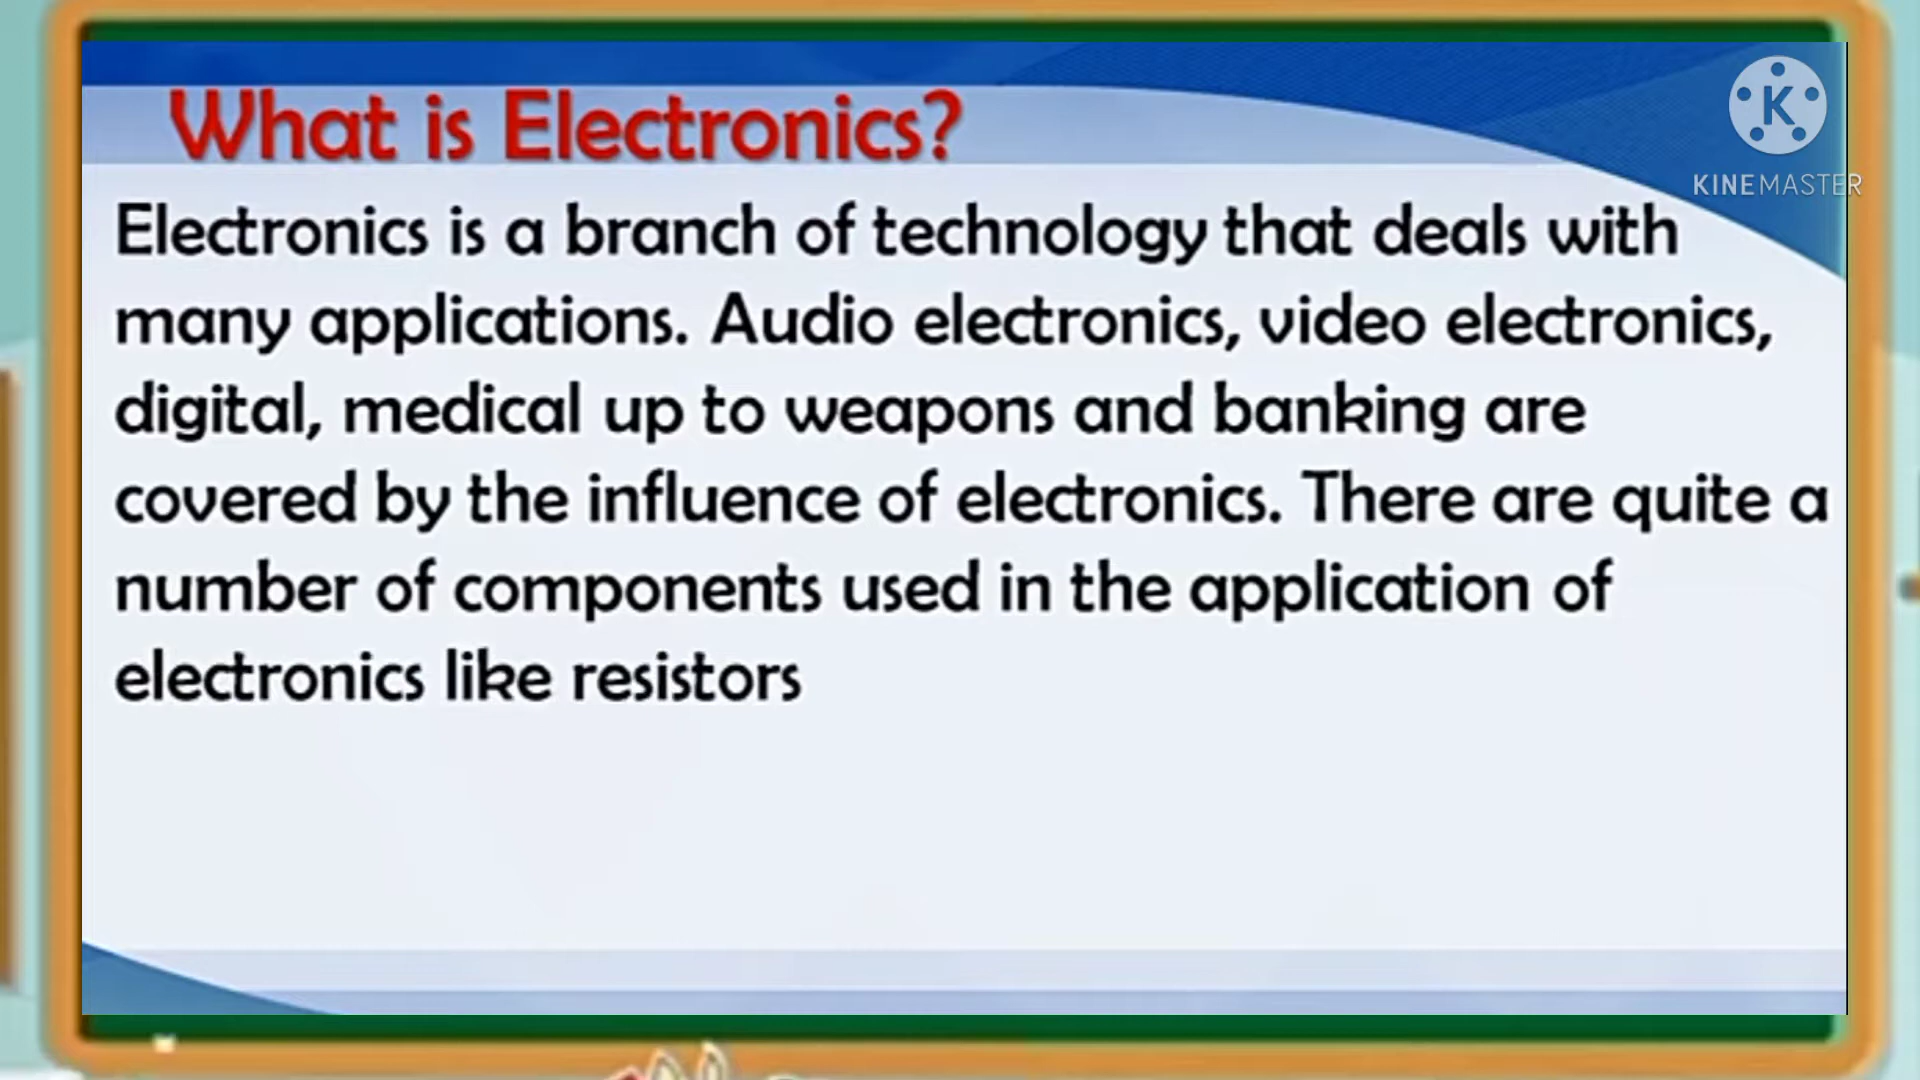 What is Electronics?
K
KINEMASTER
Electronics is a branch of technology that deals with
many applications. Audio electronics, video electronics,
digital, medical up to weapons and banking are
covered by the influence of electronics. There are quite a
number of components used in the application of
electronics like resistors